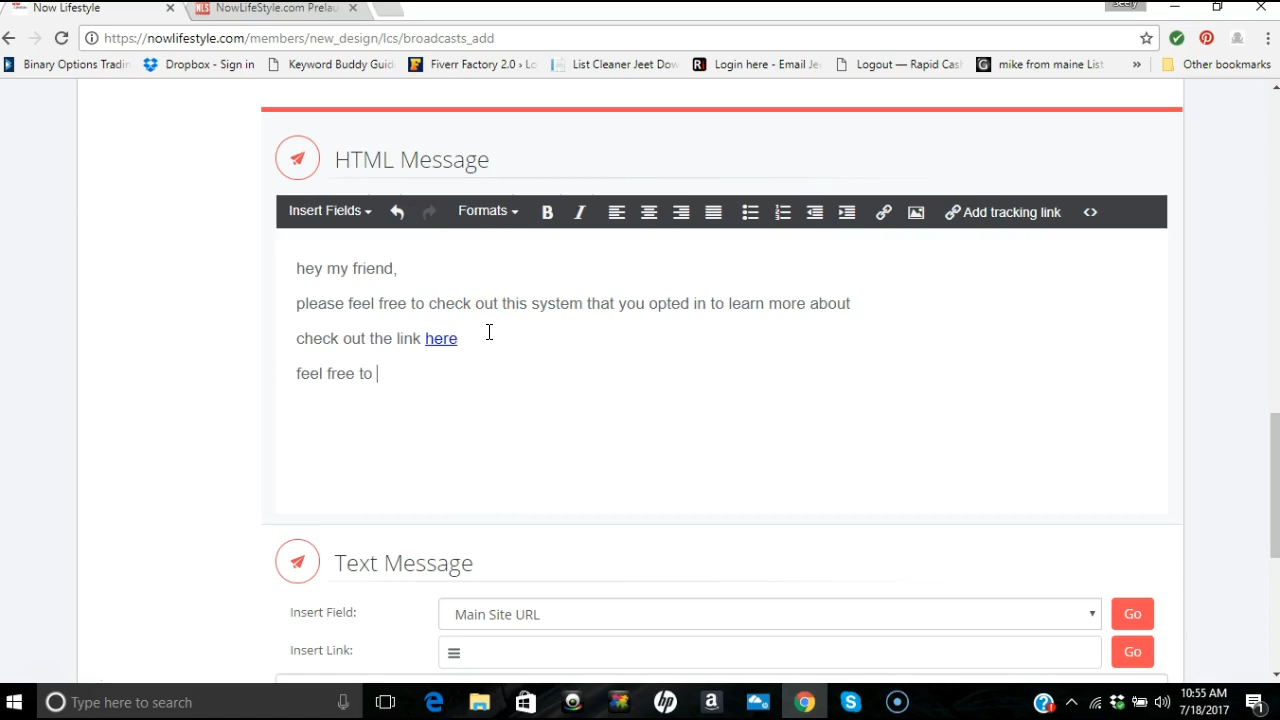 Now Lifestyle
NLS NowLifeStyle.com Prelau
Seely
https://nowlifestyle.com/members/new_design/lcs/broadcasts_add
Binary Options Tradin
Dropbox - Sign in
Keyword Buddy Guid
Fiverr Factory 2.0 › Lo
List Cleaner Jeet Dow
Login here - Email Je
Logout — Rapid Cas
mike from maine List
»
Other bookmarks
HTML Message
Insert Fields
Formats
B
I
Add tracking link
<>
hey my friend,
please feel free to check out this system that you opted in to learn more about
check out the link here
feel free to
Text Message
Insert Field:
Main Site URL
Go
Insert Link:
Go
Type here to search
10:55 AM
7/18/2017